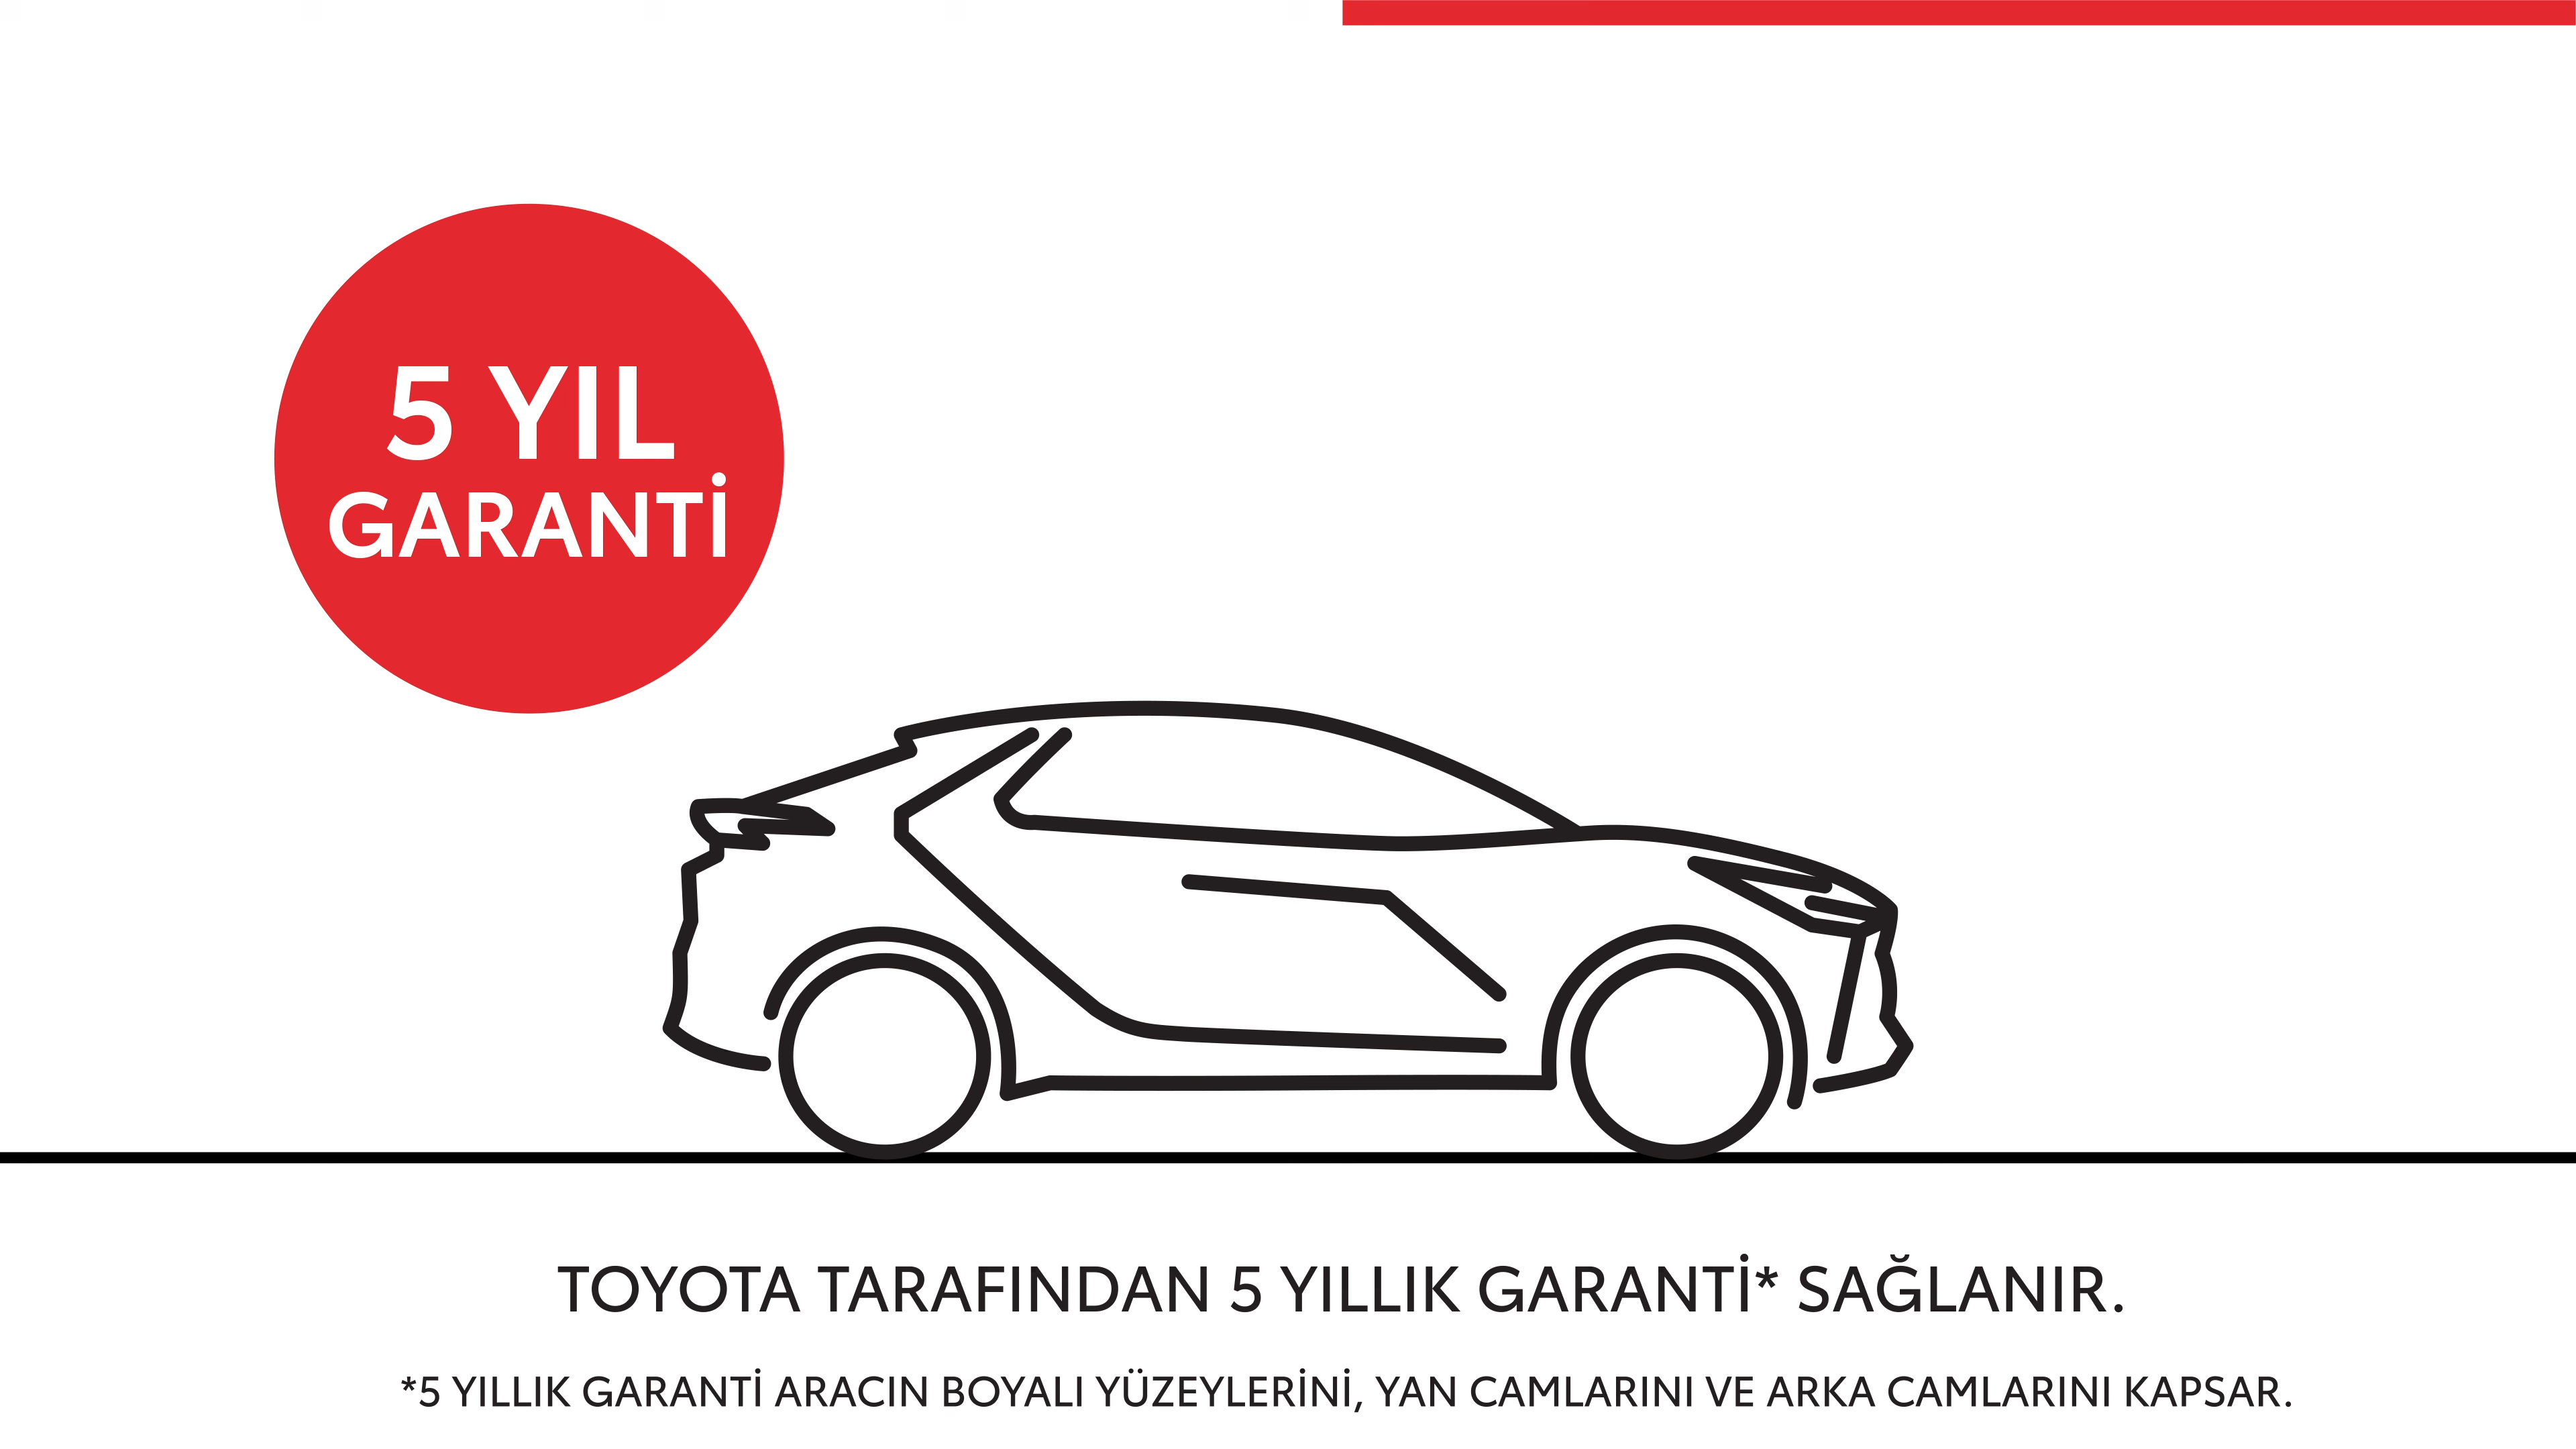 5 YIL
GARANTİ
TOYOTA TARAFINDAN 5 YILLIK GARANTİ* SAĞLANIR.
*5 YILLIK GARANTİ ARACIN BOYALI YÜZEYLERİNİ, YAN CAMLARINI VE ARKA CAMLARINI KAPSAR.